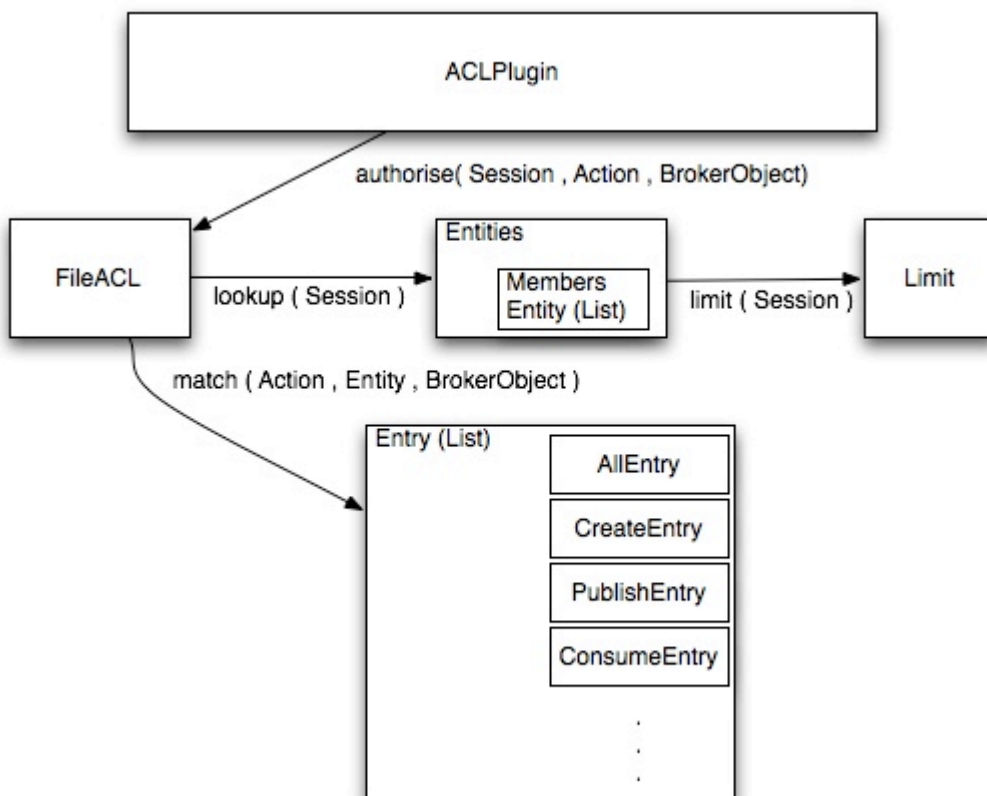 ACLPlugin
authorise( Session , Action , BrokerObject)
FileACL
lookup ( Session )
Entities
Members
Entity (List)
limit ( Session )
Limit
match ( Action , Entity , BrokerObject )
Entry (List)
AllEntry
CreateEntry
PublishEntry
ConsumeEntry
.
.
.